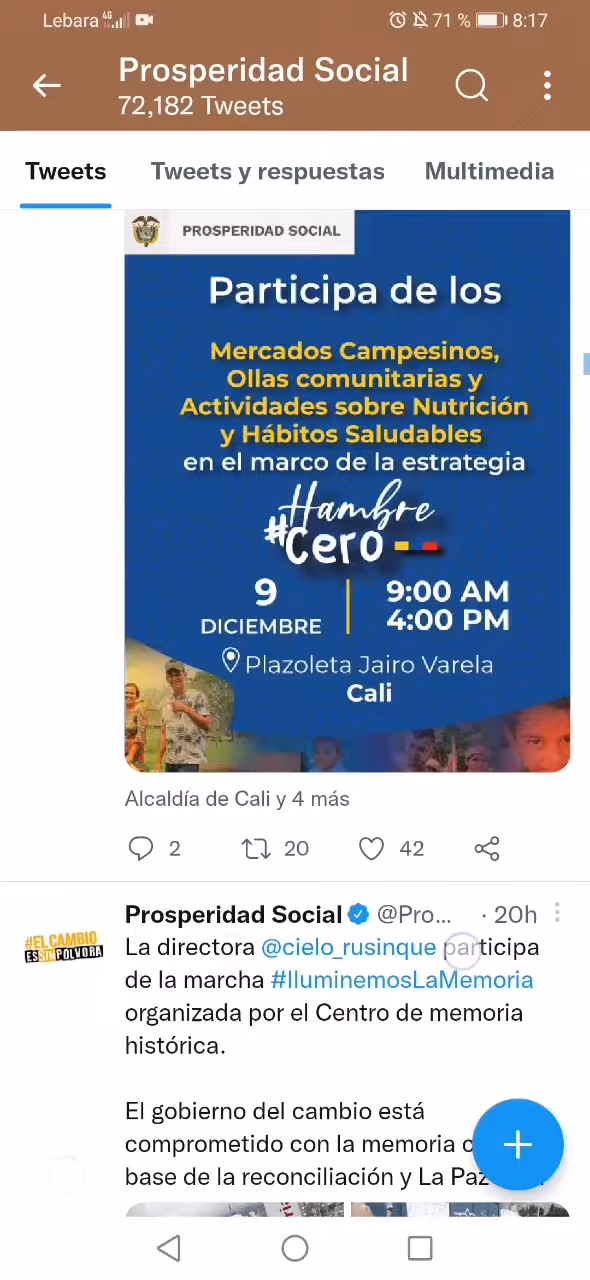 Lebara 4G 71 % 8:17
Prosperidad Social
72,182 Tweets
Tweets Tweets y respuestas Multimedia
PROSPERIDAD SOCIAL
Participa de los
Mercados Campesinos,
Ollas comunitarias y
Actividades sobre Nutrición
y Hábitos Saludables
en el marco de la estrategia
Hambre
#Cero
9 DICIEMBRE
9:00 AM
4:00 PM
Plazoleta Jairo Varela
Cali
Alcaldía de Cali y 4 más
2 20 42
Prosperidad Social @Pro... · 20h
#EL CAMBIO
ES SIN POLVORA
La directora @cielo_rusinque participa
de la marcha #IluminemosLaMemoria
organizada por el Centro de memoria
histórica.
El gobierno del cambio está
comprometido con la memoria
base de la reconciliación y La Paz